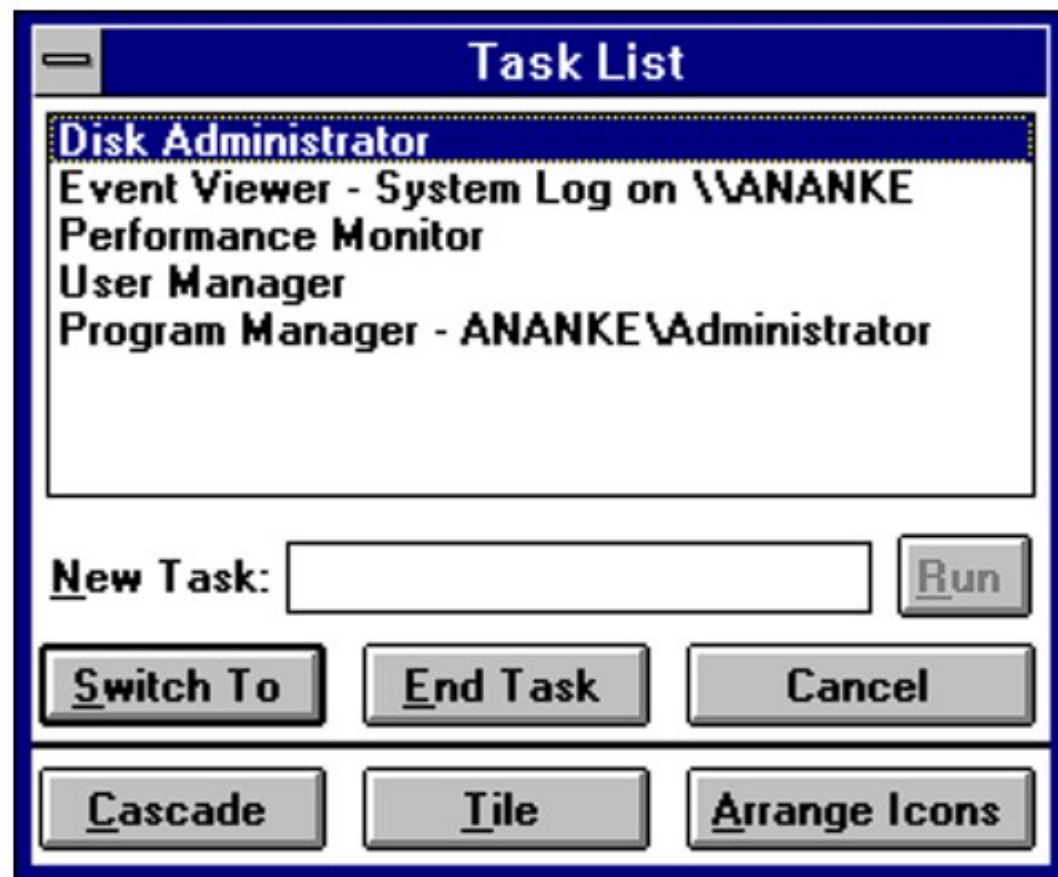 Task List
Disk Administrator
Event Viewer - System Log on \\ANANKE
Performance Monitor
User Manager
Program Manager - ANANKE\Administrator
New Task: Run
Switch To End Task Cancel
Cascade Tile Arrange Icons